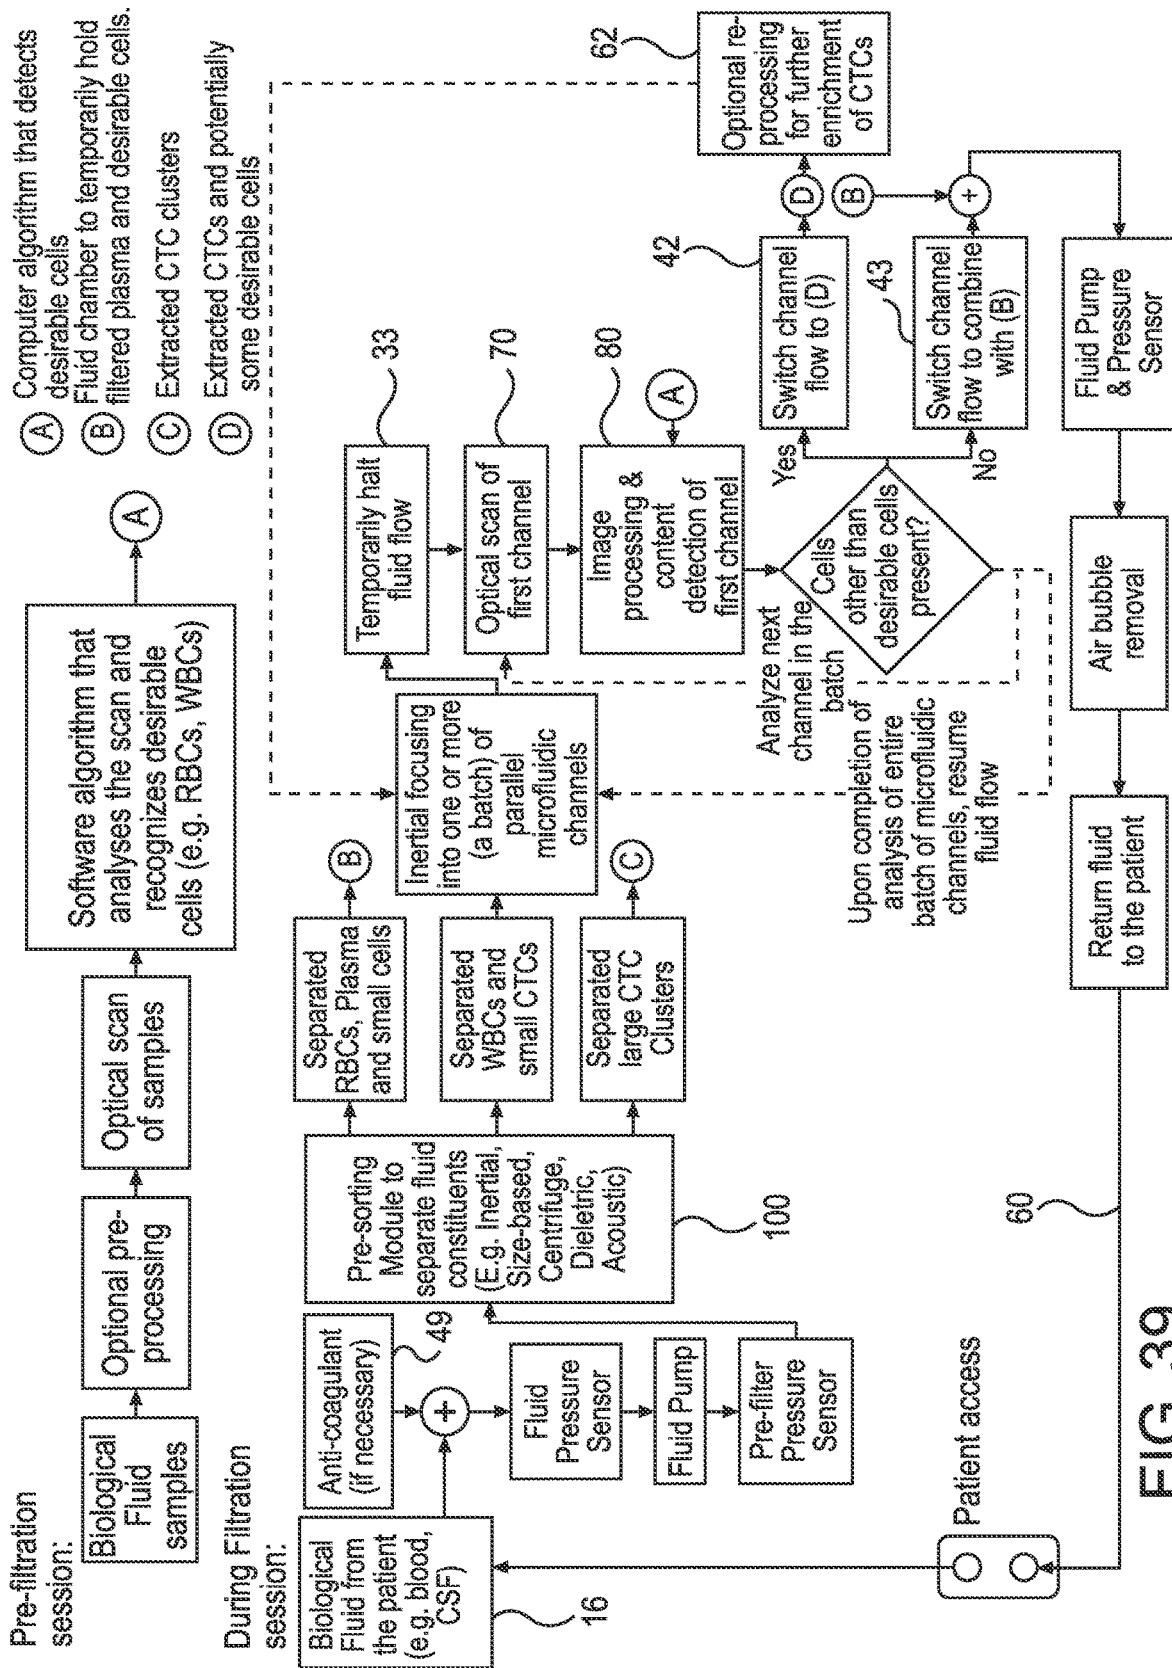 Pre-filtration
session:
Biological
Fluid
samples
Optional pre-
processing
Optical scan
of samples
Software algorithm that
analyses the scan and
recognizes desirable
cells (e.g. RBCs, WBCs)
A
A
Computer algorithm that detects
desirable cells
B
Fluid chamber to temporarily hold
filtered plasma and desirable cells.
C
Extracted CTC clusters
D
Extracted CTCs and potentially
some desirable cells
During Filtration
session:
Biological
Fluid from
the patient
(e.g. blood,
CSF)
16
Anti-coagulant
(if necessary)
49
+
Fluid
Pressure
Sensor
Fluid Pump
Pre-filter
Pressure
Sensor
Pre-sorting
Module to
separate fluid
constituents
(E.g. Inertial,
Size-based,
Centrifuge,
Dieletric,
Acoustic)
100
Separated
RBCs, Plasma
and small cells
B
Separated
WBCs and
small CTCs
Separated
large CTC
Clusters
C
Inertial focusing
into one or more
(a batch) of
parallel
microfluidic
channels
Temporarily halt
fluid flow
33
Optical scan of
first channel
70
Image
processing &
content
detection of
first channel
80
A
Analyze next
channel in the
batch
Cells
other than
desirable cells
present?
Yes
No
Upon completion of
analysis of entire
batch of microfluidic
channels, resume
fluid flow
Switch channel
flow to (D)
42
D
Optional re-
processing
for further
enrichment
of CTCs
62
Switch channel
flow to combine
with (B)
43
B
+
Fluid Pump
& Pressure
Sensor
Air bubble
removal
Return fluid
to the patient
60
Patient access
FIG. 39